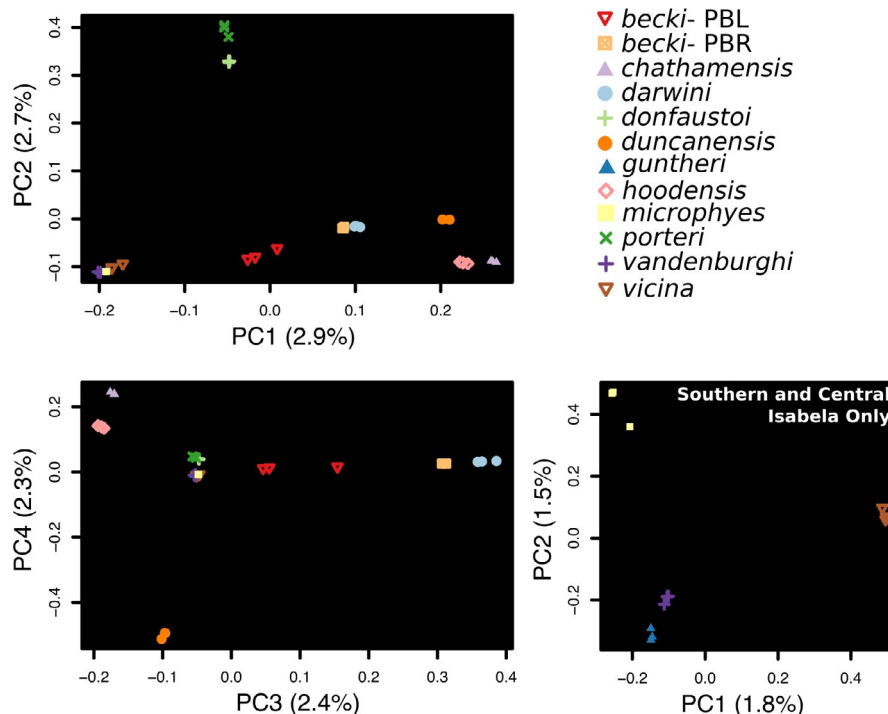 becki- PBL
becki- PBR
chathamensis
darwini
donfaustoi
duncanensis
guntheri
hoodensis
microphyes
porteri
vandenburghi
vicina
PC2 (2.7%)
0.4
0.3
0.2
0.1
0.0
−0.1
−0.2 −0.1 0.0 0.1 0.2
PC1 (2.9%)
PC4 (2.3%)
0.2
0.0
−0.2
−0.4
−0.2 −0.1 0.0 0.1 0.2 0.3 0.4
PC3 (2.4%)
Southern and Central
Isabela Only
PC2 (1.5%)
0.4
0.2
0.0
−0.2
−0.2 0.0 0.2 0.4
PC1 (1.8%)